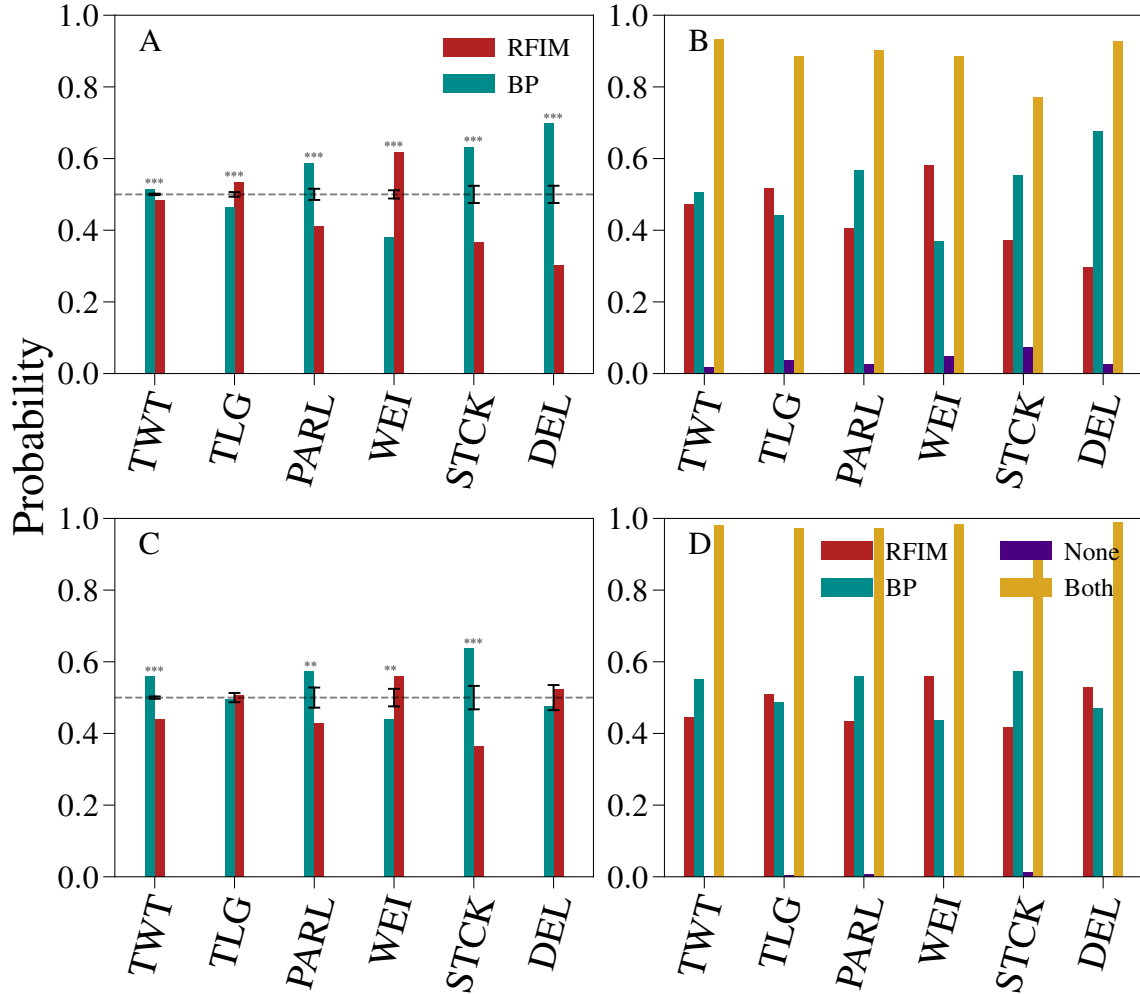 Probability
A
RFIM
BP
1.0
0.8
0.6
0.4
0.2
0.0
***
***
***
***
***
***
TWT
TLG
PARL
WEI
STCK
DEL
B
1.0
0.8
0.6
0.4
0.2
0.0
TWT
TLG
PARL
WEI
STCK
DEL
C
1.0
0.8
0.6
0.4
0.2
0.0
***
**
**
***
TWT
TLG
PARL
WEI
STCK
DEL
D
RFIM
BP
None
Both
1.0
0.8
0.6
0.4
0.2
0.0
TWT
TLG
PARL
WEI
STCK
DEL